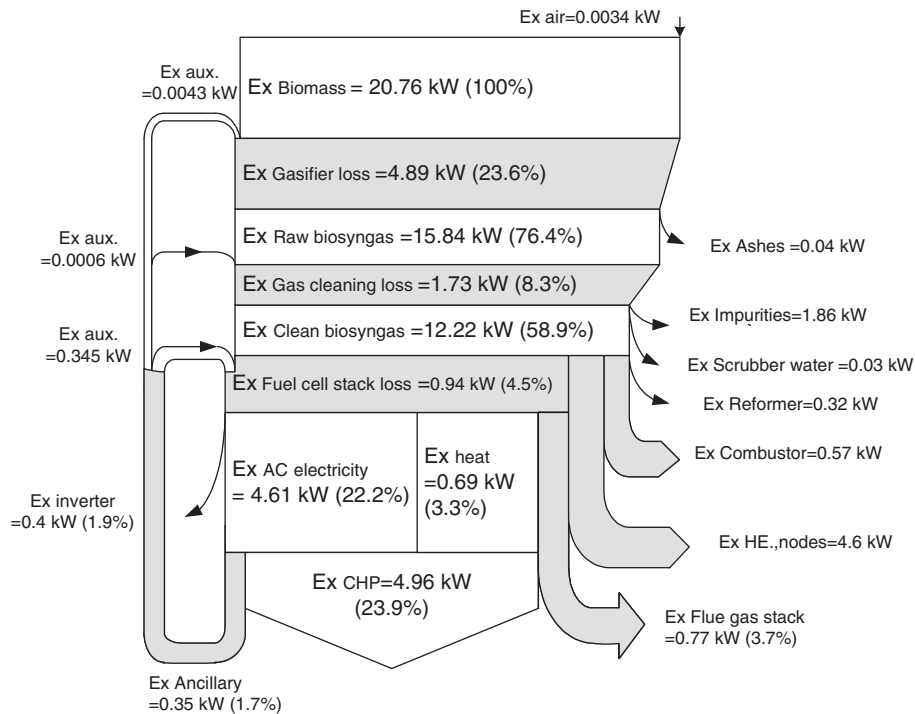 Ex air=0.0034 kW
Ex aux.
=0.0043 kW
Ex Biomass = 20.76 kW (100%)
Ex Gasifier loss =4.89 kW (23.6%)
Ex aux.
=0.0006 kW
Ex Raw biosyngas =15.84 kW (76.4%)
Ex Ashes =0.04 kW
Ex Gas cleaning loss =1.73 kW (8.3%)
Ex Impurities=1.86 kW
Ex aux.
=0.345 kW
Ex Clean biosyngas =12.22 kW (58.9%)
Ex Scrubber water =0.03 kW
Ex Fuel cell stack loss =0.94 kW (4.5%)
Ex Reformer=0.32 kW
Ex Combustor=0.57 kW
Ex AC electricity
= 4.61 kW (22.2%)
Ex heat
=0.69 kW
(3.3%)
Ex inverter
=0.4 kW (1.9%)
Ex HE.,nodes=4.6 kW
Ex CHP=4.96 kW
(23.9%)
Ex Flue gas stack
=0.77 kW (3.7%)
Ex Ancillary
=0.35 kW (1.7%)